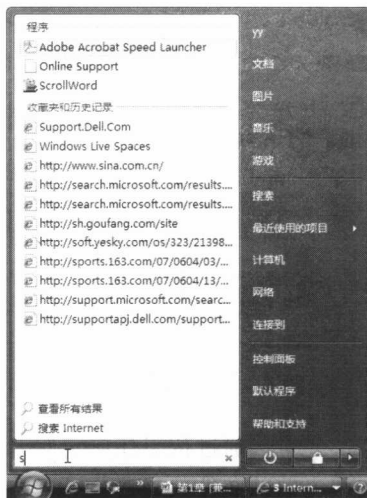 程序
Adobe Acrobat Speed Launcher
Online Support
ScrollWord
收藏夹和历史记录
Support.Dell.Com
Windows Live Spaces
http://www.sina.com.cn/
http://search.microsoft.com/results....
http://search.microsoft.com/results....
http://sh.goufang.com/site
http://soft.yesky.com/os/323/21398...
http://sports.163.com/07/0604/03/...
http://sports.163.com/07/0604/13/...
http://support.microsoft.com/searc...
http://supportapj.dell.com/support...
查看所有结果
搜索 Internet
s
yy
文档
图片
音乐
游戏
搜索
最近使用的项目
计算机
网络
连接到
控制面板
默认程序
帮助和支持
第1章 [兼...
3 Intern...